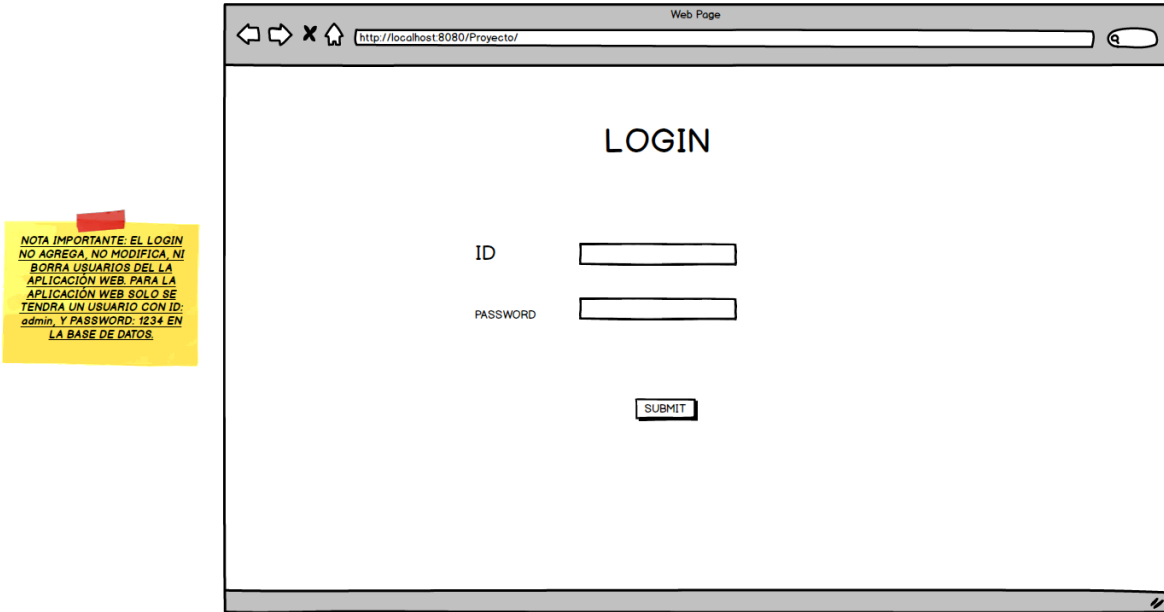 Web Page
http://localhost:8080/Proyecto/
LOGIN
NOTA IMPORTANTE: EL LOGIN
NO AGREGA, NO MODIFICA, NI
BORRA USUARIOS DEL LA
APLICACIÓN WEB. PARA LA
APLICACIÓN WEB SOLO SE
TENDRA UN USUARIO CON ID:
admin, Y PASSWORD: 1234 EN
LA BASE DE DATOS.
ID
PASSWORD
SUBMIT